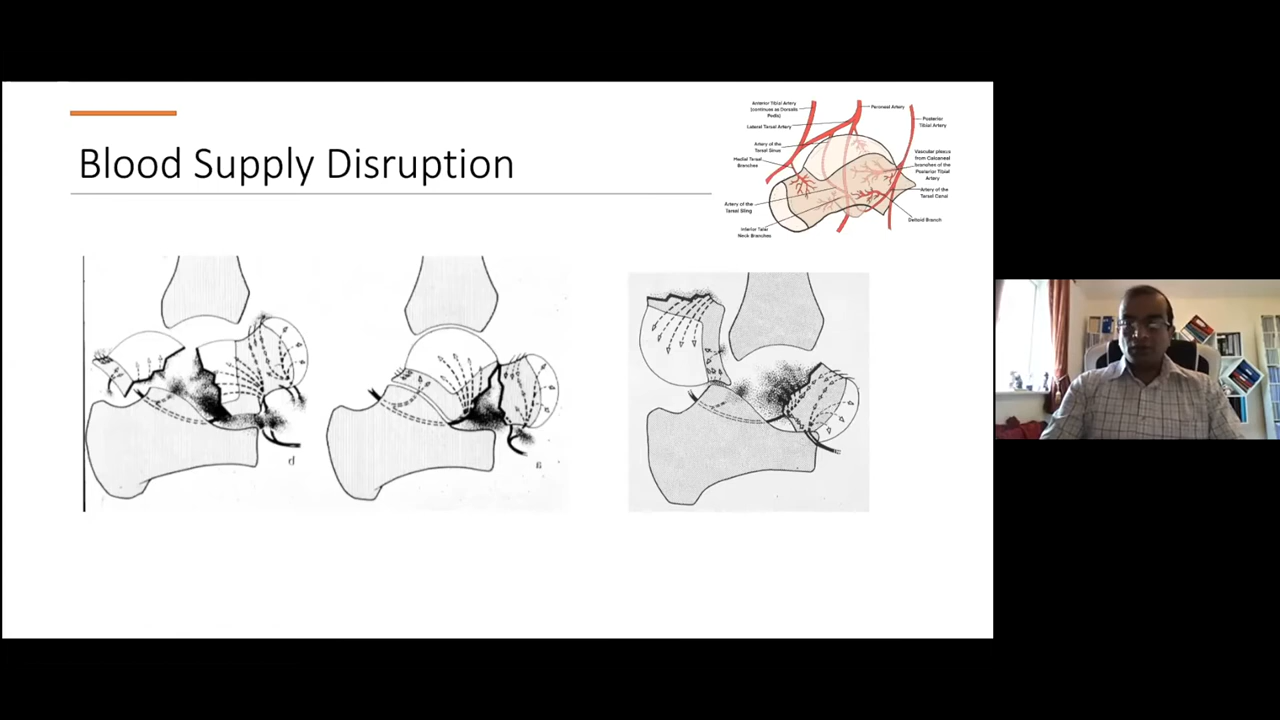 Blood Supply Disruption
Anterior Tibial Artery
(continues as Dorsalis
Pedis)
Peroneal Artery
Lateral Tarsal Artery
Posterior
Tibial Artery
Artery of the
Tarsal Sinus
Medial Tarsal
Branches
Vascular plexus
from Calcaneal
branches of the
Posterior Tibial
Artery
Artery of the
Tarsal Canal
Artery of the
Tarsal Sling
Deltoid Branch
Inferior Talar
Neck Branches
b
a